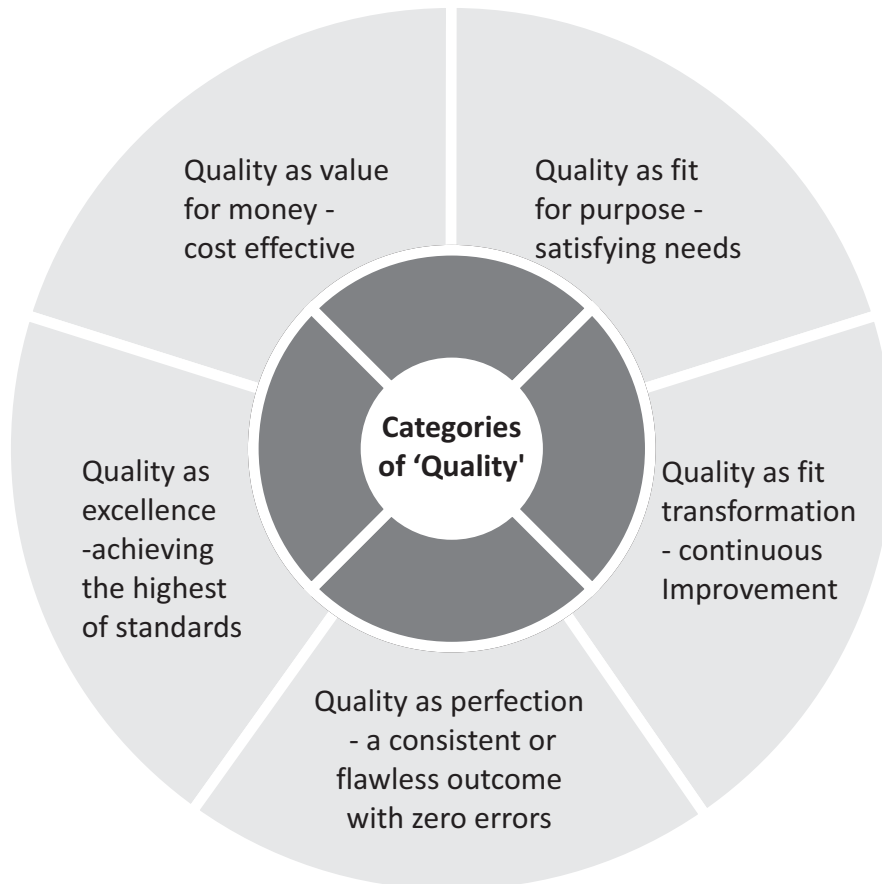 Quality as value
for money -
cost effective
Quality as fit
for purpose -
satisfying needs
Categories
of ‘Quality'
Quality as
excellence
-achieving
the highest
of standards
Quality as fit
transformation
- continuous
Improvement
Quality as perfection
- a consistent or
flawless outcome
with zero errors